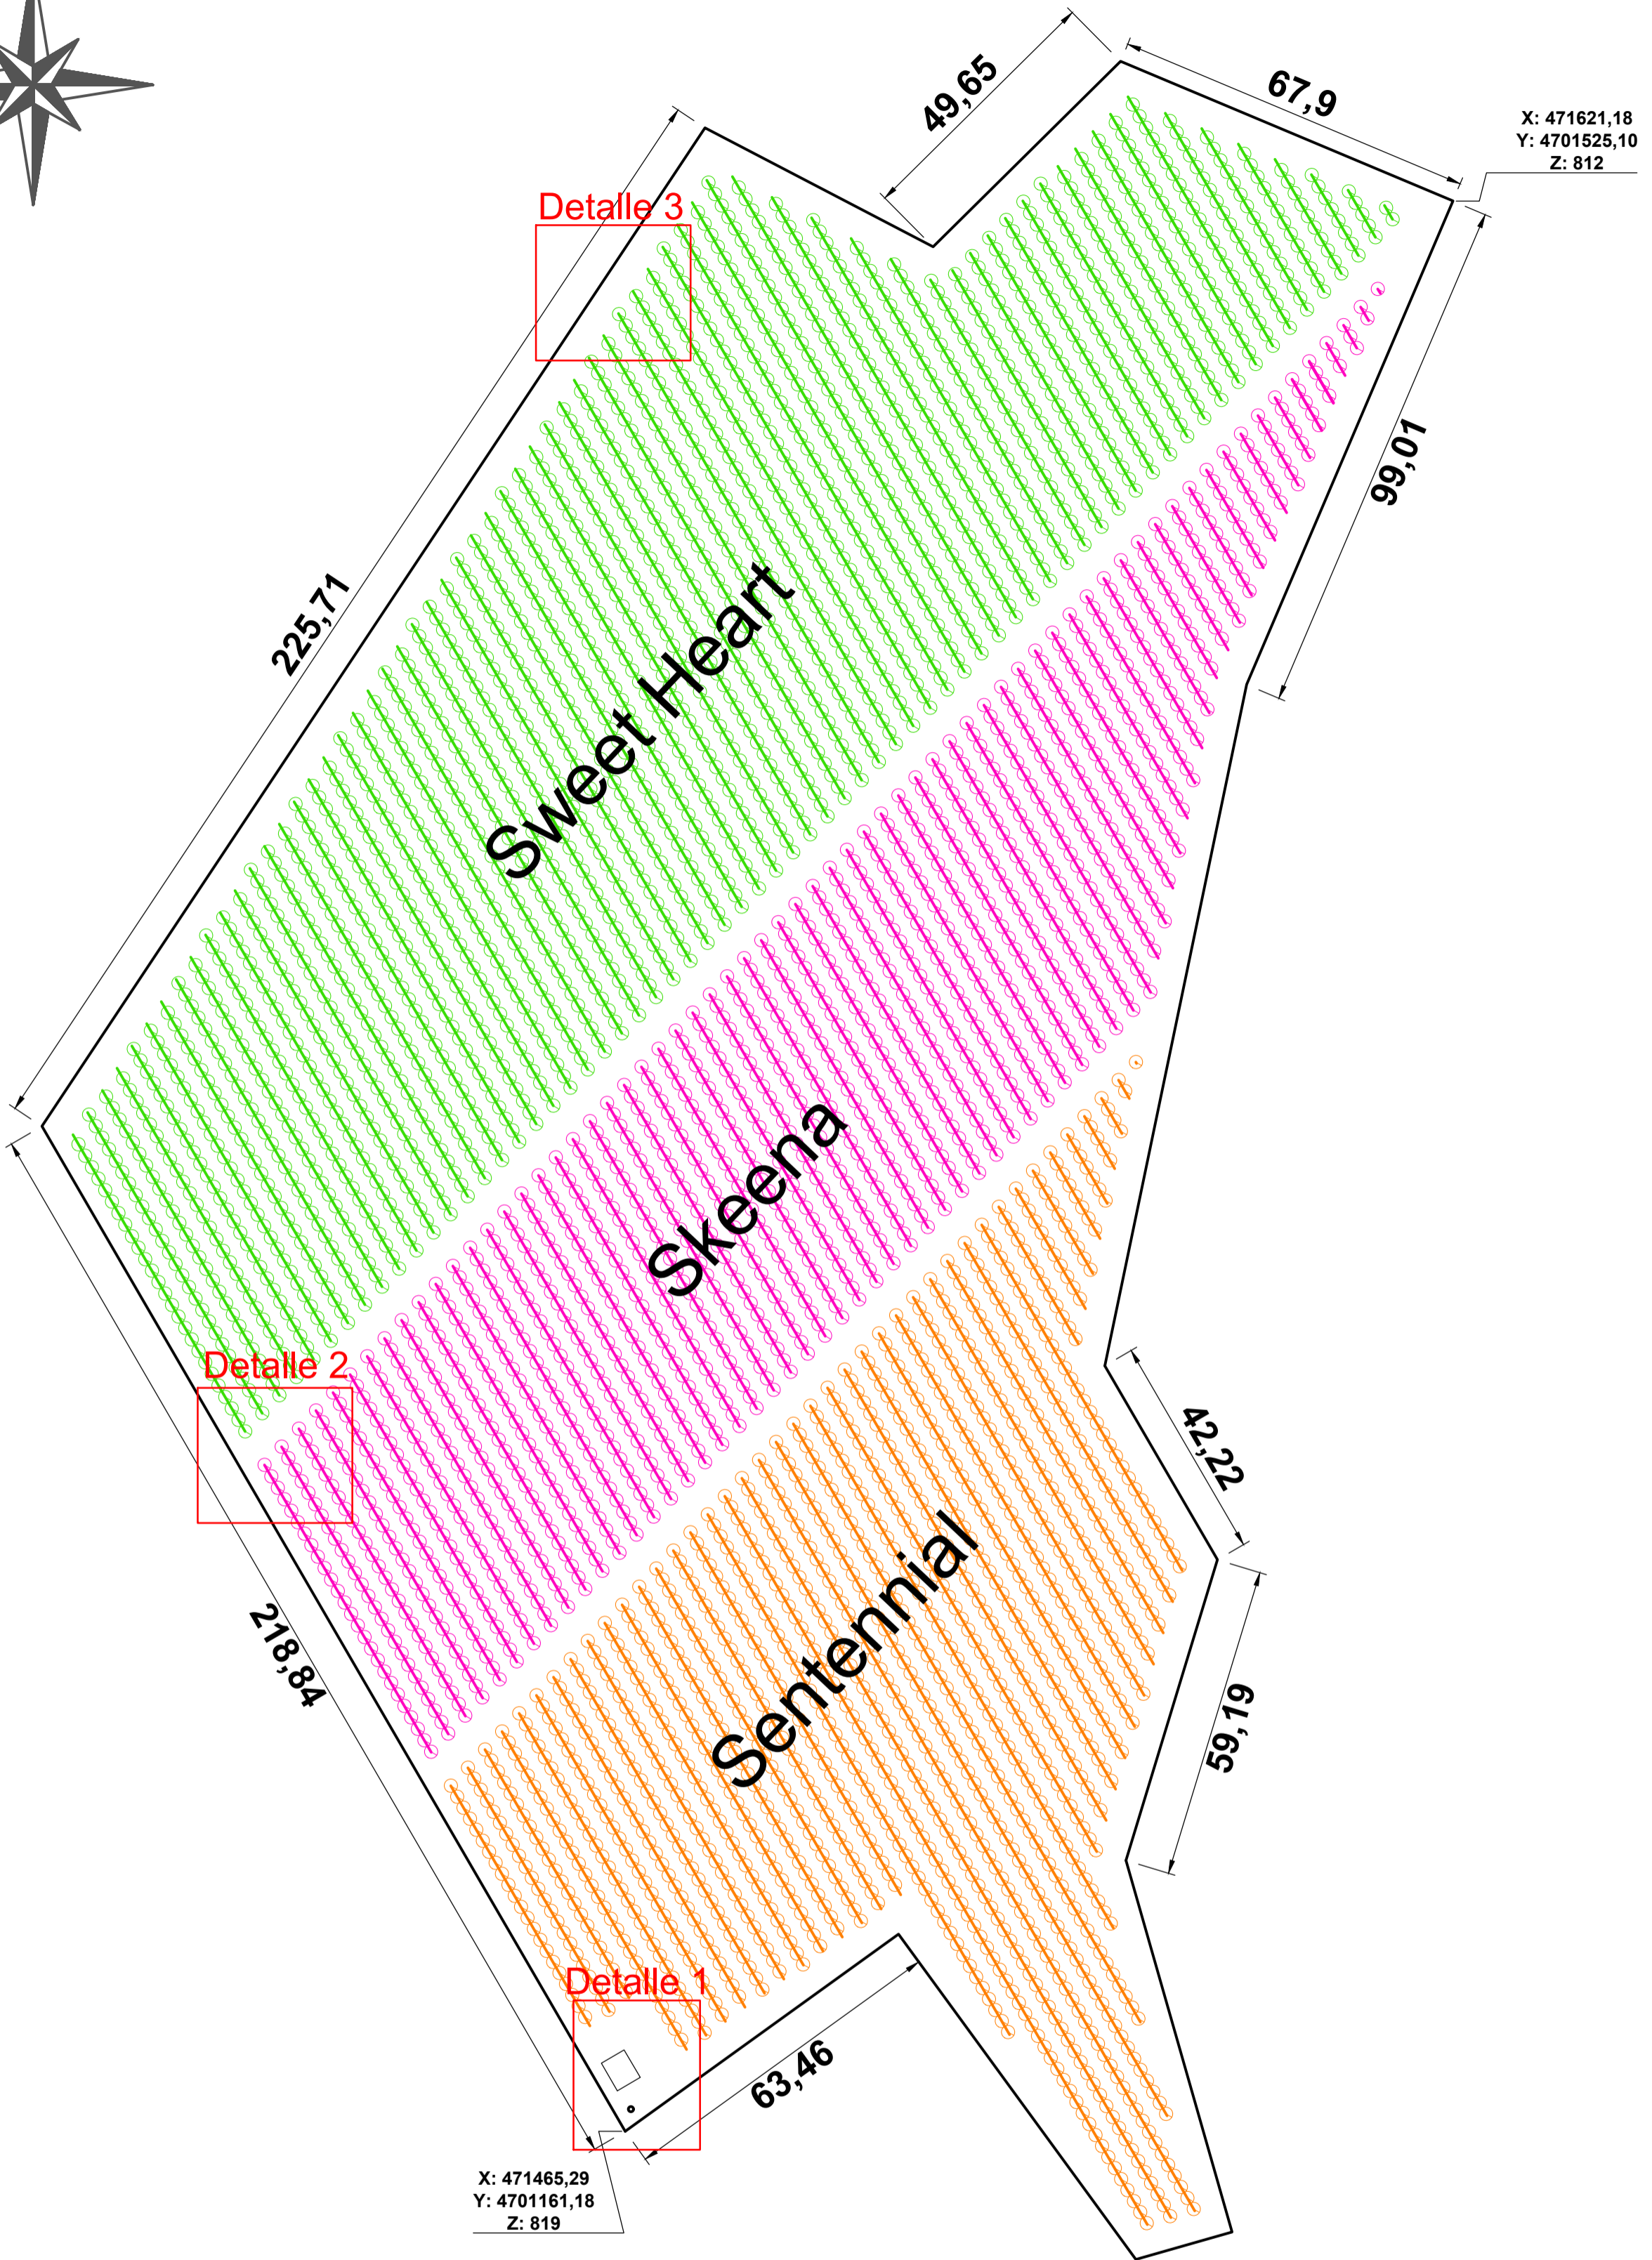 49,65
67,9
X: 471621,18
Y: 4701525,10
Z: 812
Detalle 3
99,01
225,71
Sweet Heart
Skeena
Detalle 2
42,22
218,84
Sentennial
59,19
Detalle 1
63,46
X: 471465,29
Y: 4701161,18
Z: 819